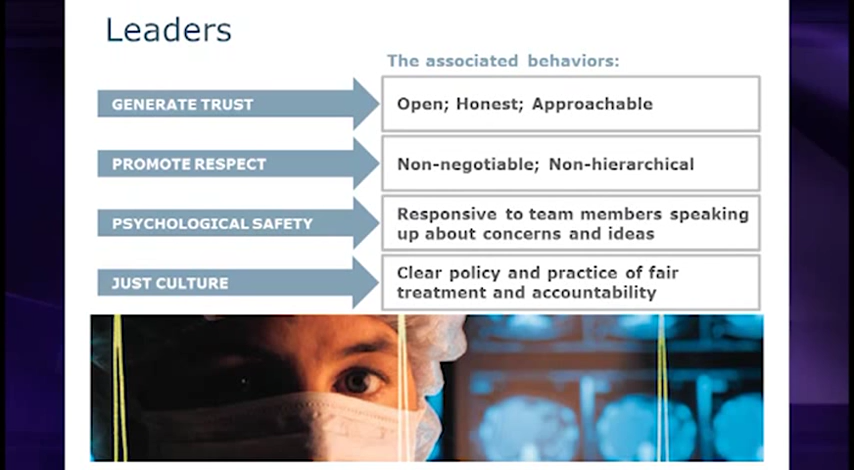 Leaders
The associated behaviors:
GENERATE TRUST
Open; Honest; Approachable
PROMOTE RESPECT
Non-negotiable; Non-hierarchical
PSYCHOLOGICAL SAFETY
Responsive to team members speaking
up about concerns and ideas
JUST CULTURE
Clear policy and practice of fair
treatment and accountability